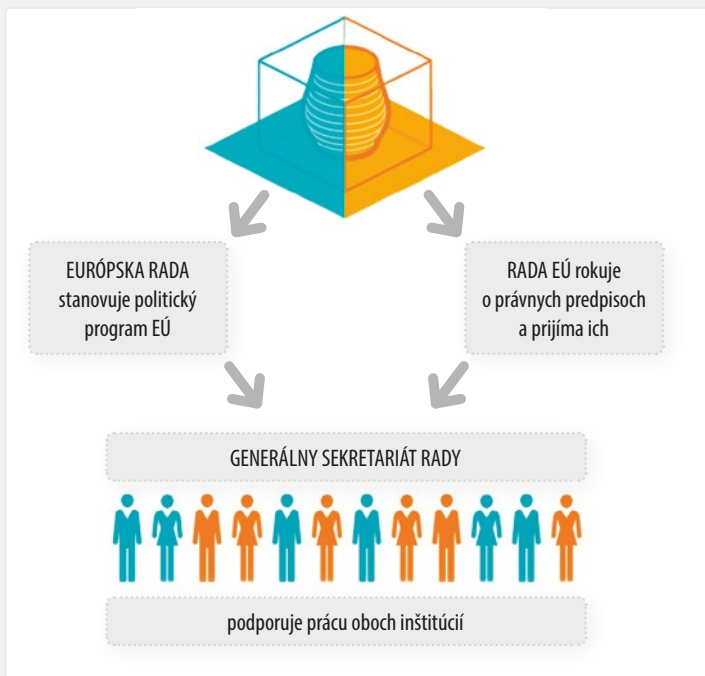 EURÓPSKA RADA
stanovuje politický
program EÚ
RADA EÚ rokuje
o právnych predpisoch
a prijíma ich
GENERÁLNY SEKRETARIÁT RADY
podporuje prácu oboch inštitúcií